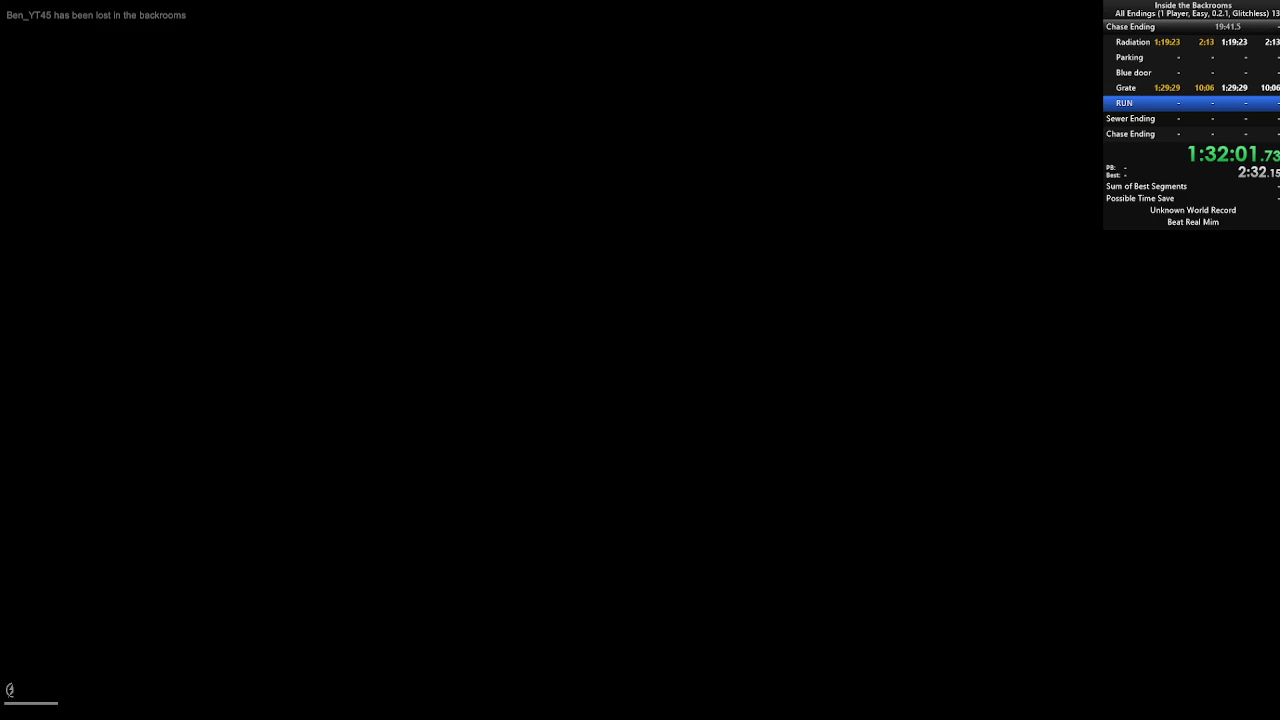 Ben_YT45 has been lost in the backrooms
Inside the Backrooms
All Endings (1 Player, Easy, 0.2.1, Glitchless) 13
Chase Ending 19:41.5 -
Radiation 1:19:23 2:13 1:19:23 2:13
Parking - - - -
Blue door - - - -
Grate 1:29:29 10:06 1:29:29 10:06
RUN - - - -
Sewer Ending - - - -
Chase Ending - - - -
1:32:01.73
PB: -
2:32.15
Best: -
Sum of Best Segments -
Possible Time Save -
Unknown World Record
Beat Real Mim